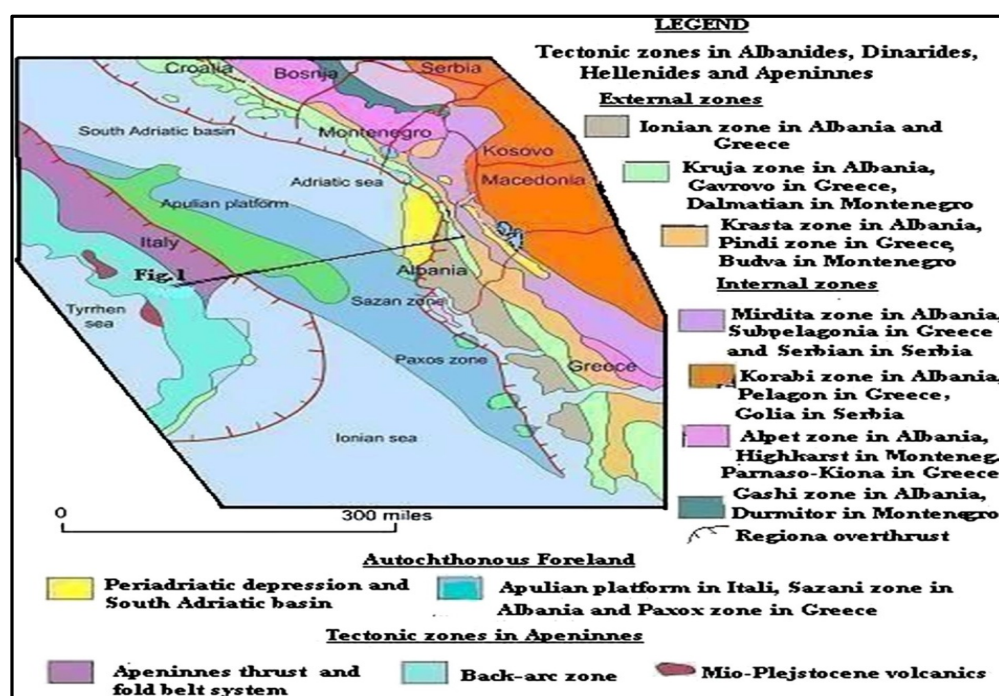 LEGEND
Tectonic zones in Albanides, Dinarides,
Hellenides and Apeninnes
External zones
Ionian zone in Albania and
Greece
Kruja zone in Albania,
Gavrovo in Greece,
Dalmatian in Montenegro
Krasta zone in Albania,
Pindi zone in Greece,
Budva in Montenegro
Internal zones
Mirdita zone in Albania,
Subpelagonia in Greece
and Serbian in Serbia
Korabi zone in Albania,
Pelagon in Greece,
Golia in Serbia
Alpet zone in Albania,
Highkarst in Monteneg,
Parnaso-Kiona in Greece
Gashi zone in Albania,
Durmitor in Montenegro
Regiona overthrust
Croatia
Bosnja
Serbia
South Adriatic basin
Montenegro
Kosovo
Adriatic sea
Macedonia
Apulian platform
Italy
Fig.1
Albania
Tyrrhen
sea
Sazan zone
Paxos zone
Greece
Ionian sea
0
300 miles
Autochthonous Foreland
Periadriatic depression and
South Adriatic basin
Apulian platform in Itali, Sazani zone in
Albania and Paxox zone in Greece
Tectonic zones in Apeninnes
Apeninnes thrust and
fold belt system
Back-arc zone
Mio-Plejstocene volcanics